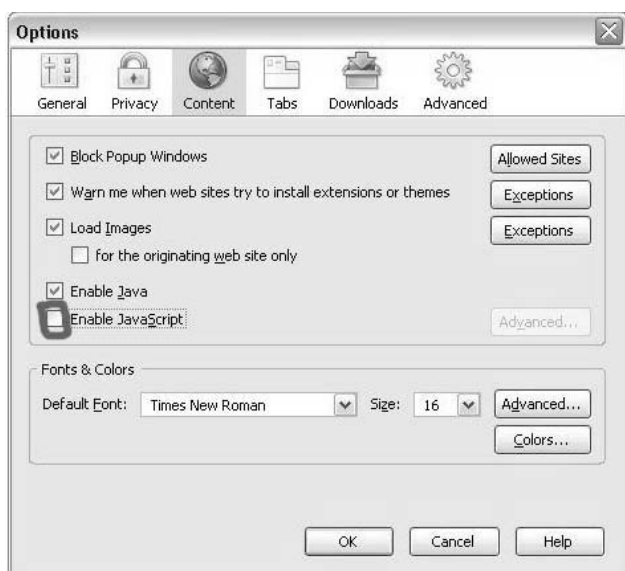 Options
General Privacy Content Tabs Downloads Advanced
Block Popup Windows Allowed Sites
Warn me when web sites try to install extensions or themes Exceptions
Load Images Exceptions
for the originating web site only
Enable Java
Enable JavaScript Advanced...
Fonts & Colors
Default Font: Times New Roman Size: 16 Advanced...
Colors...
OK Cancel Help